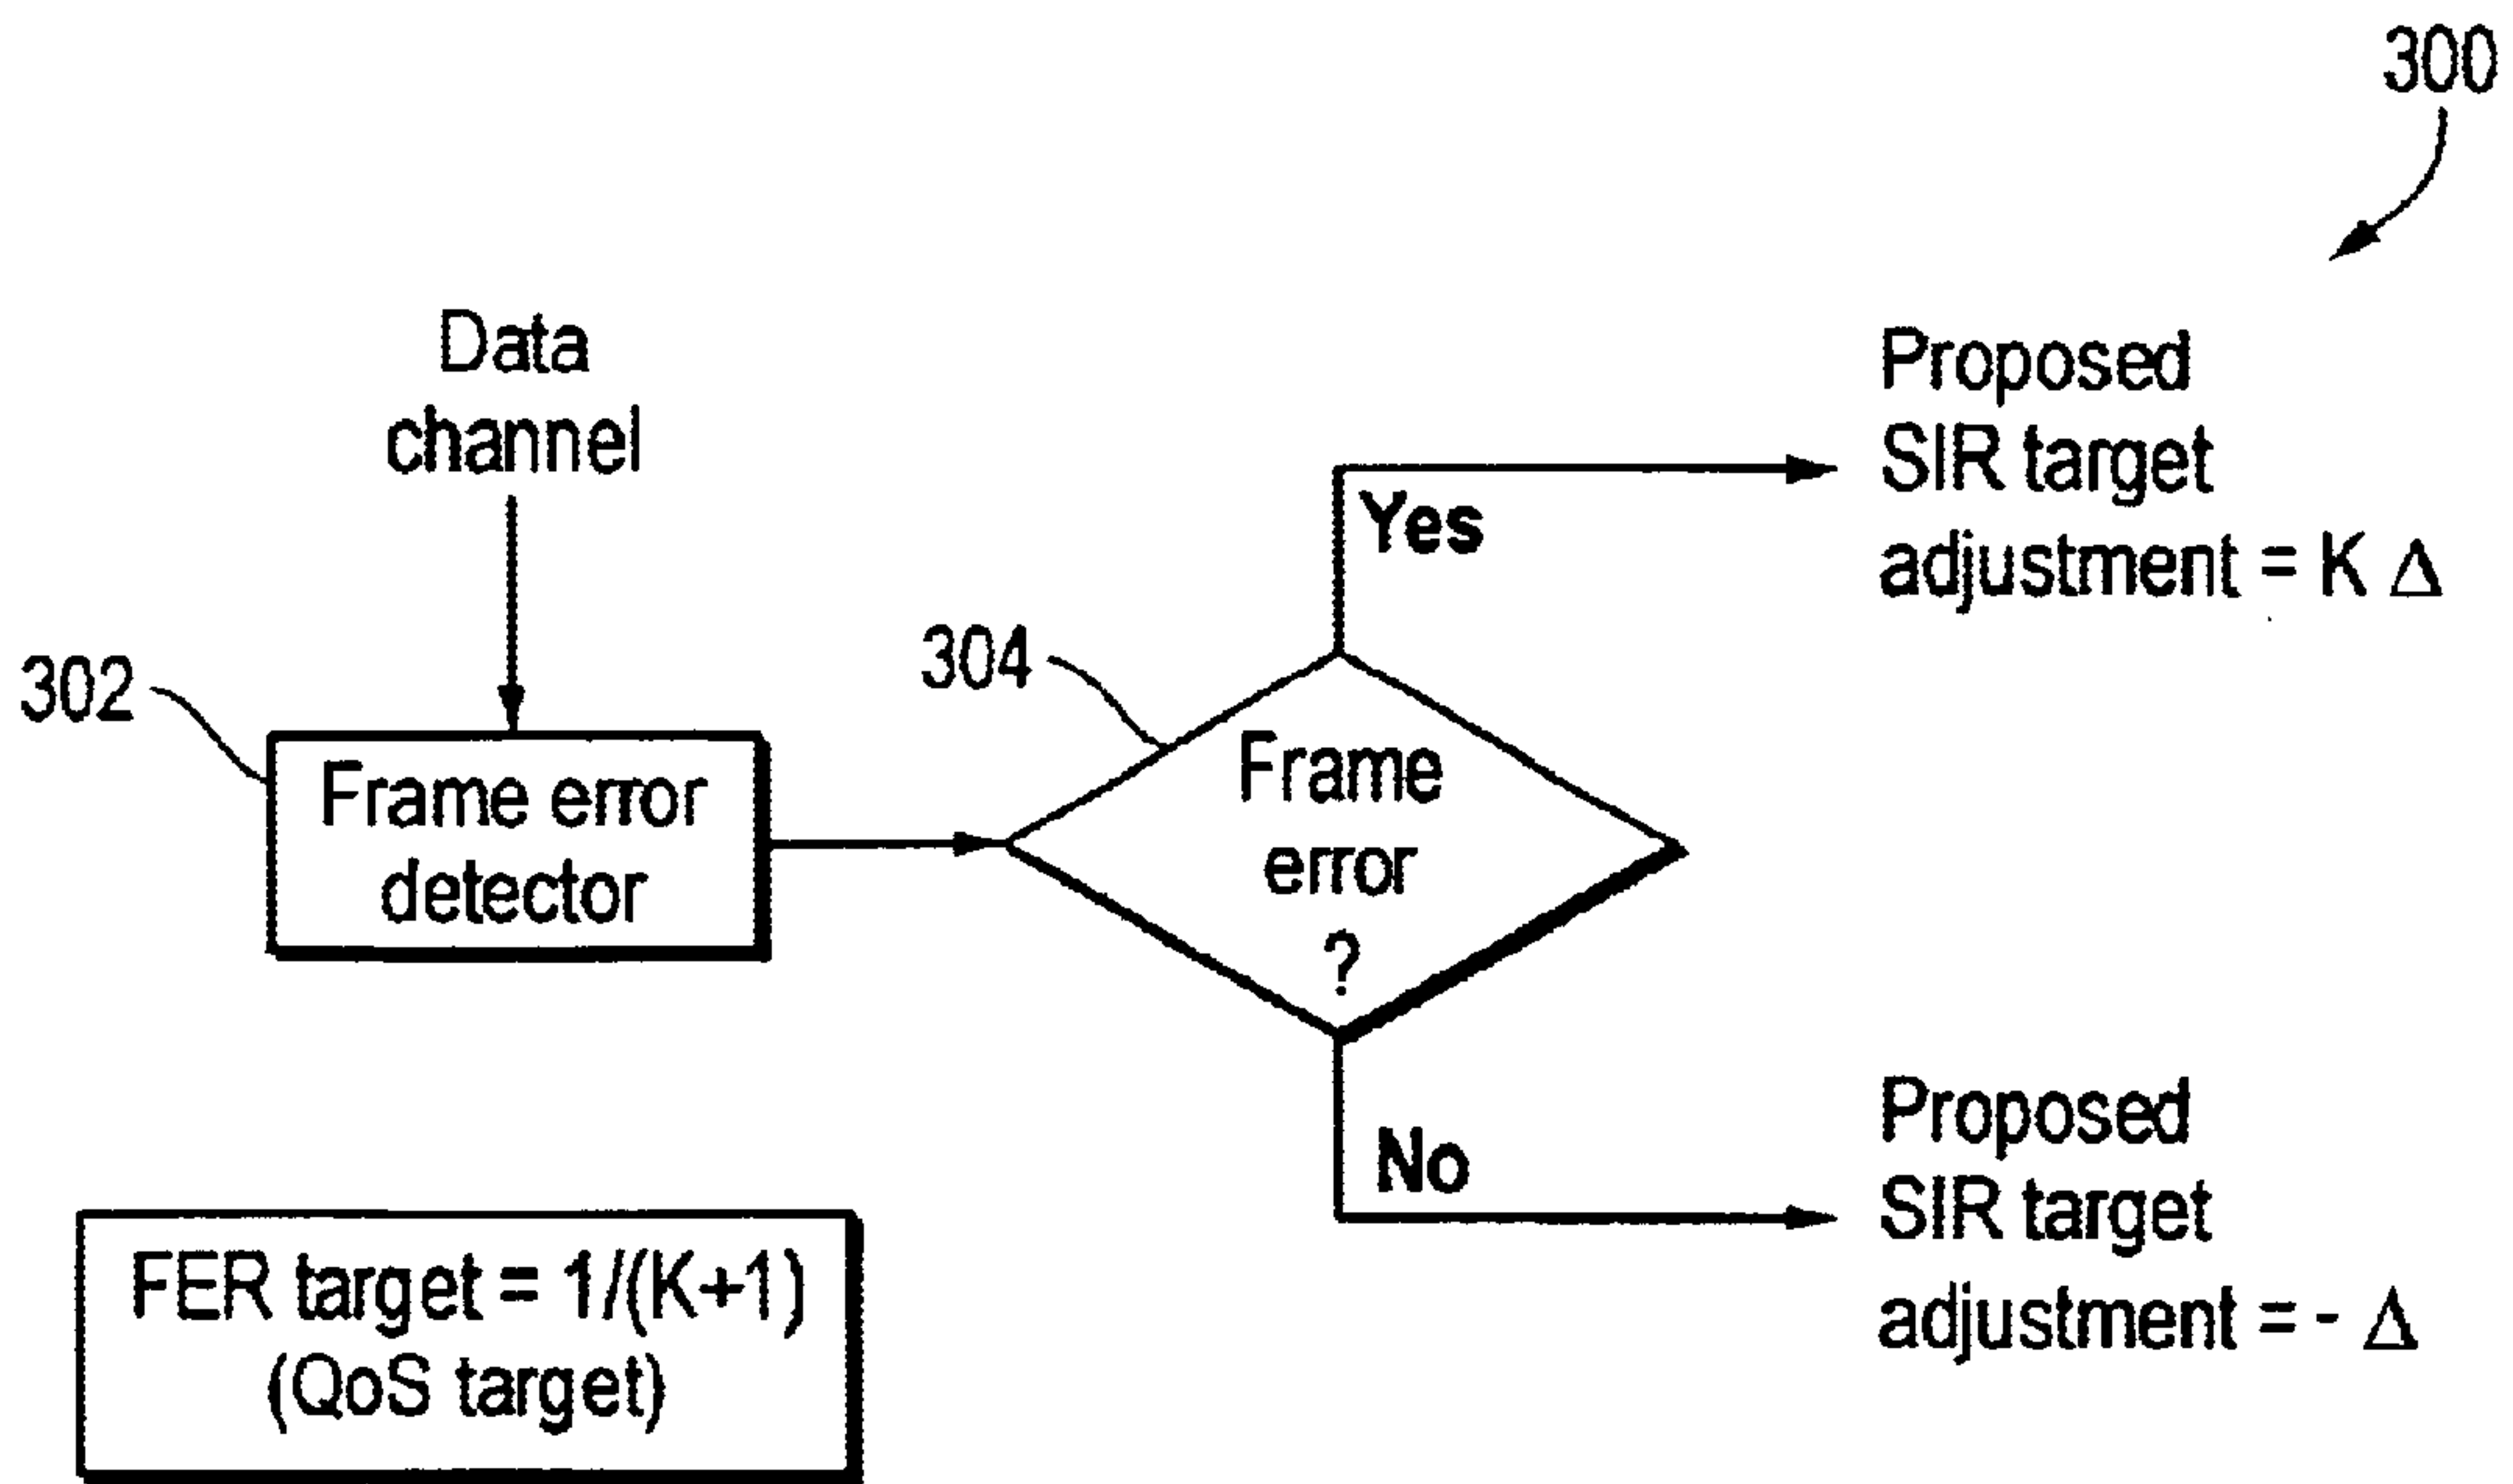 300
Data
channel
Proposed
SIR target
adjustment = K Δ
Yes
302
304
Frame error
detector
Frame
error
?
No
Proposed
SIR target
adjustment = - Δ
FER target = 1/(K+1)
(QoS target)